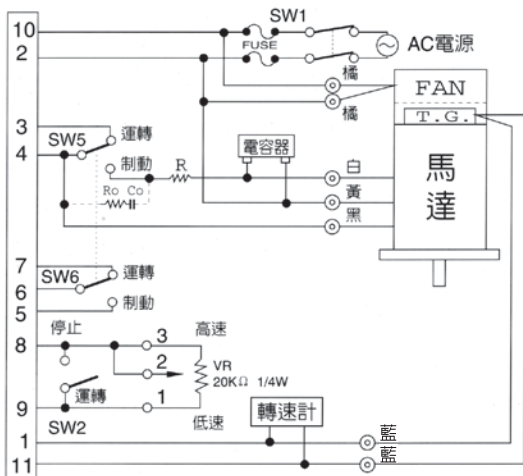 10
SW1
FUSE
AC電源
2
橘
橘
FAN
T.G.
馬達
3
SW5
運轉
4
制動
Ro Co
R
電容器
白
黃
黑
7
運轉
6
SW6
5
制動
停止
8
3
高速
2
VR
20KΩ 1/4W
運轉
9
1
低速
SW2
轉速計
1
藍
藍
11